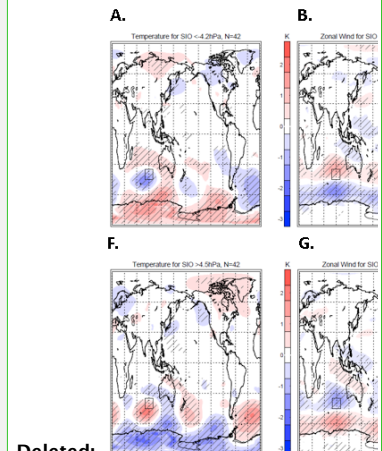 A.
B.
Temperature for SIO <-4.2hPa, N=42
K
Zonal Wind for SIO
2
1
0
-1
-2
-3
F.
G.
Temperature for SIO >4.5hPa, N=42
K
Zonal Wind for SIO
2
1
0
-1
-2
-3
Deleted: